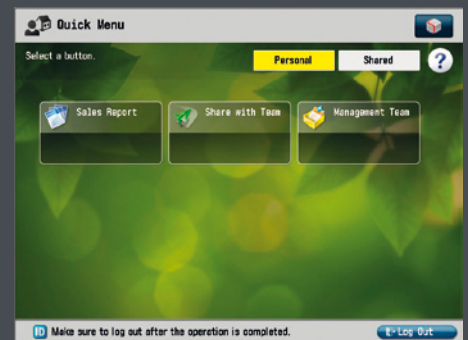 Quick Menu
Select a button.
Personal
Shared
?
Sales Report
Share with Team
Management Team
ID Make sure to log out after the operation is completed.
Log Out